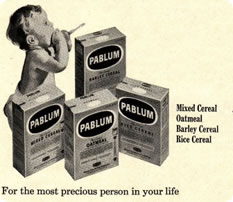 PABLUM
BARLEY CEREAL
PABLUM
MIXED CEREAL
PABLUM
OATMEAL
PABLUM
RICE CEREAL
Mixed Cereal
Oatmeal
Barley Cereal
Rice Cereal
For the most precious person in your life